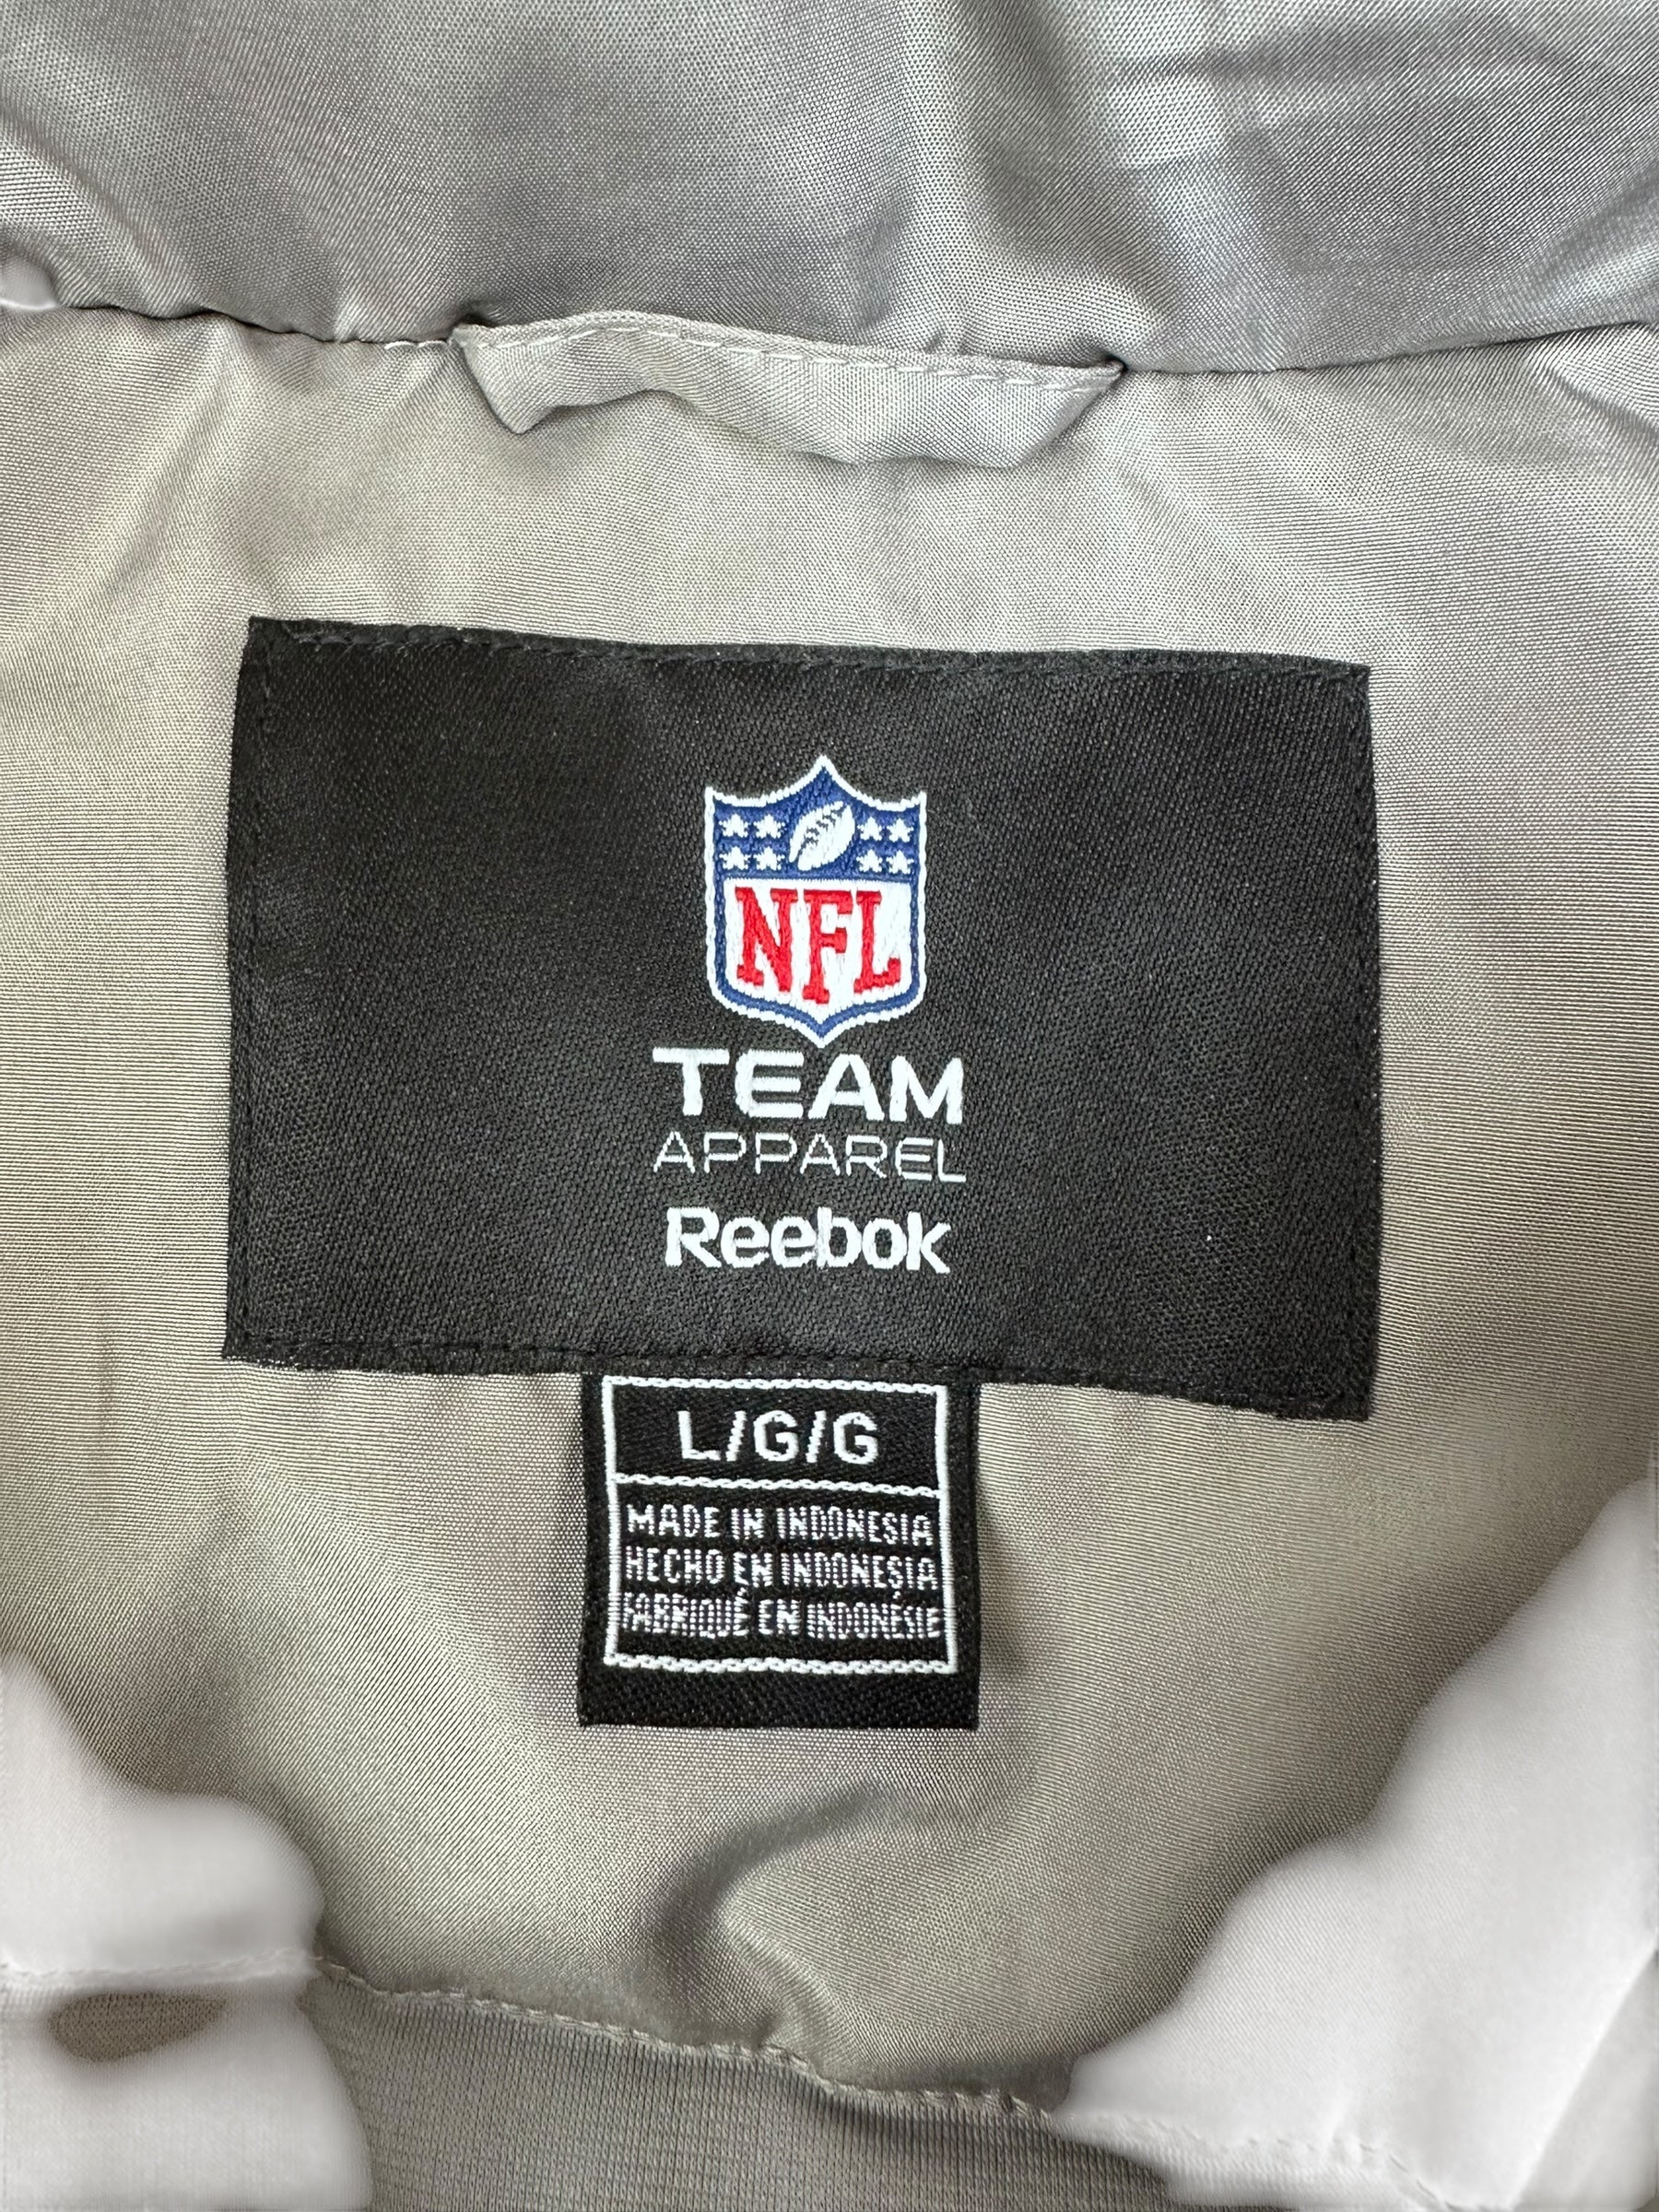 NFL
TEAM
APPAREL
Reebok
L/G/G
MADE IN INDONESIA
HECHO EN INDONESIA
FABRIQUÉ EN INDONÉSIE